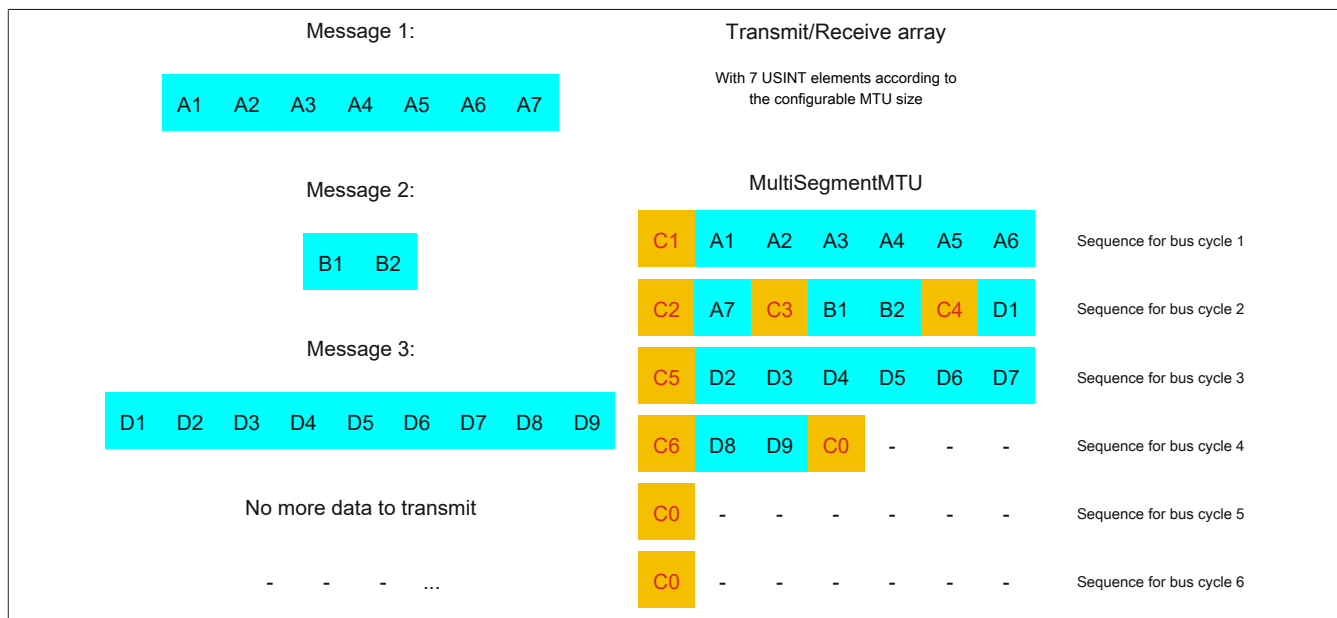 Message 1:
A1 A2 A3 A4 A5 A6 A7
Message 2:
B1 B2
Message 3:
D1 D2 D3 D4 D5 D6 D7 D8 D9
No more data to transmit
- - - ...
Transmit/Receive array
With 7 USINT elements according to
the configurable MTU size
MultiSegmentMTU
C1 A1 A2 A3 A4 A5 A6 Sequence for bus cycle 1
C2 A7 C3 B1 B2 C4 D1 Sequence for bus cycle 2
C5 D2 D3 D4 D5 D6 D7 Sequence for bus cycle 3
C6 D8 D9 C0 - - - Sequence for bus cycle 4
C0 - - - - - - Sequence for bus cycle 5
C0 - - - - - - Sequence for bus cycle 6